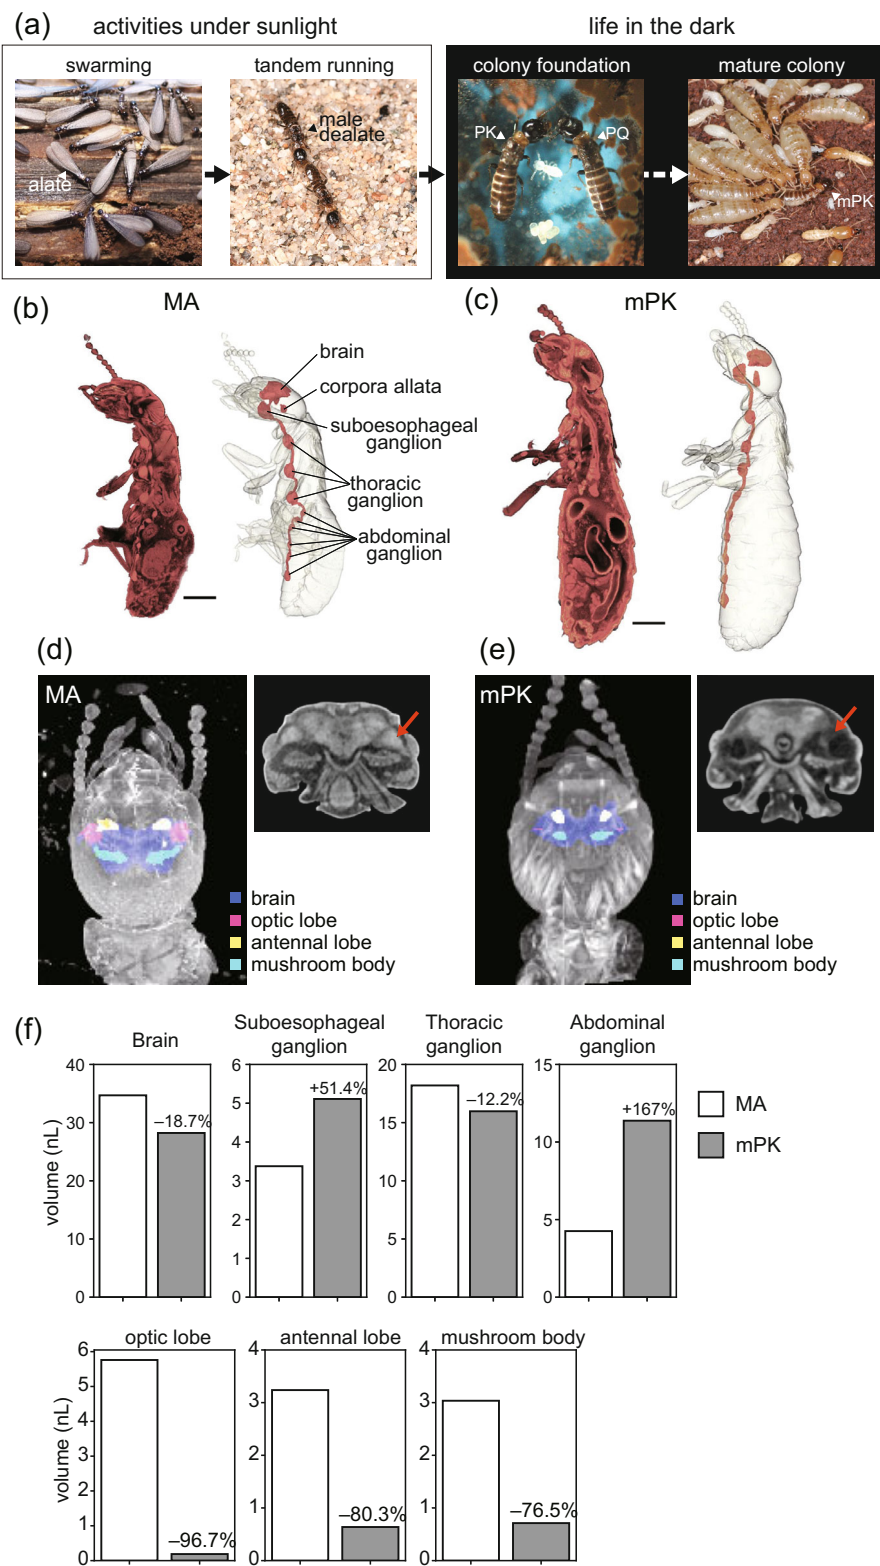 (a)
activities under sunlight
life in the dark
swarming
tandem running
colony foundation
mature colony
alate
male
dealate
PK
PQ
mPK
(b)
MA
brain
corpora allata
suboesophageal
ganglion
thoracic
ganglion
abdominal
ganglion
(c)
mPK
(d)
MA
brain
optic lobe
antennal lobe
mushroom body
(e)
mPK
brain
optic lobe
antennal lobe
mushroom body
(f)
Brain
Suboesophageal
ganglion
Thoracic
ganglion
Abdominal
ganglion
volume (nL)
40
30
20
10
0
–18.7%
6
5
4
3
2
1
0
+51.4%
20
15
10
5
0
–12.2%
15
10
5
0
+167%
MA
mPK
optic lobe
antennal lobe
mushroom body
volume (nL)
6
5
4
3
2
1
0
–96.7%
4
3
2
1
0
–80.3%
4
3
2
1
0
–76.5%